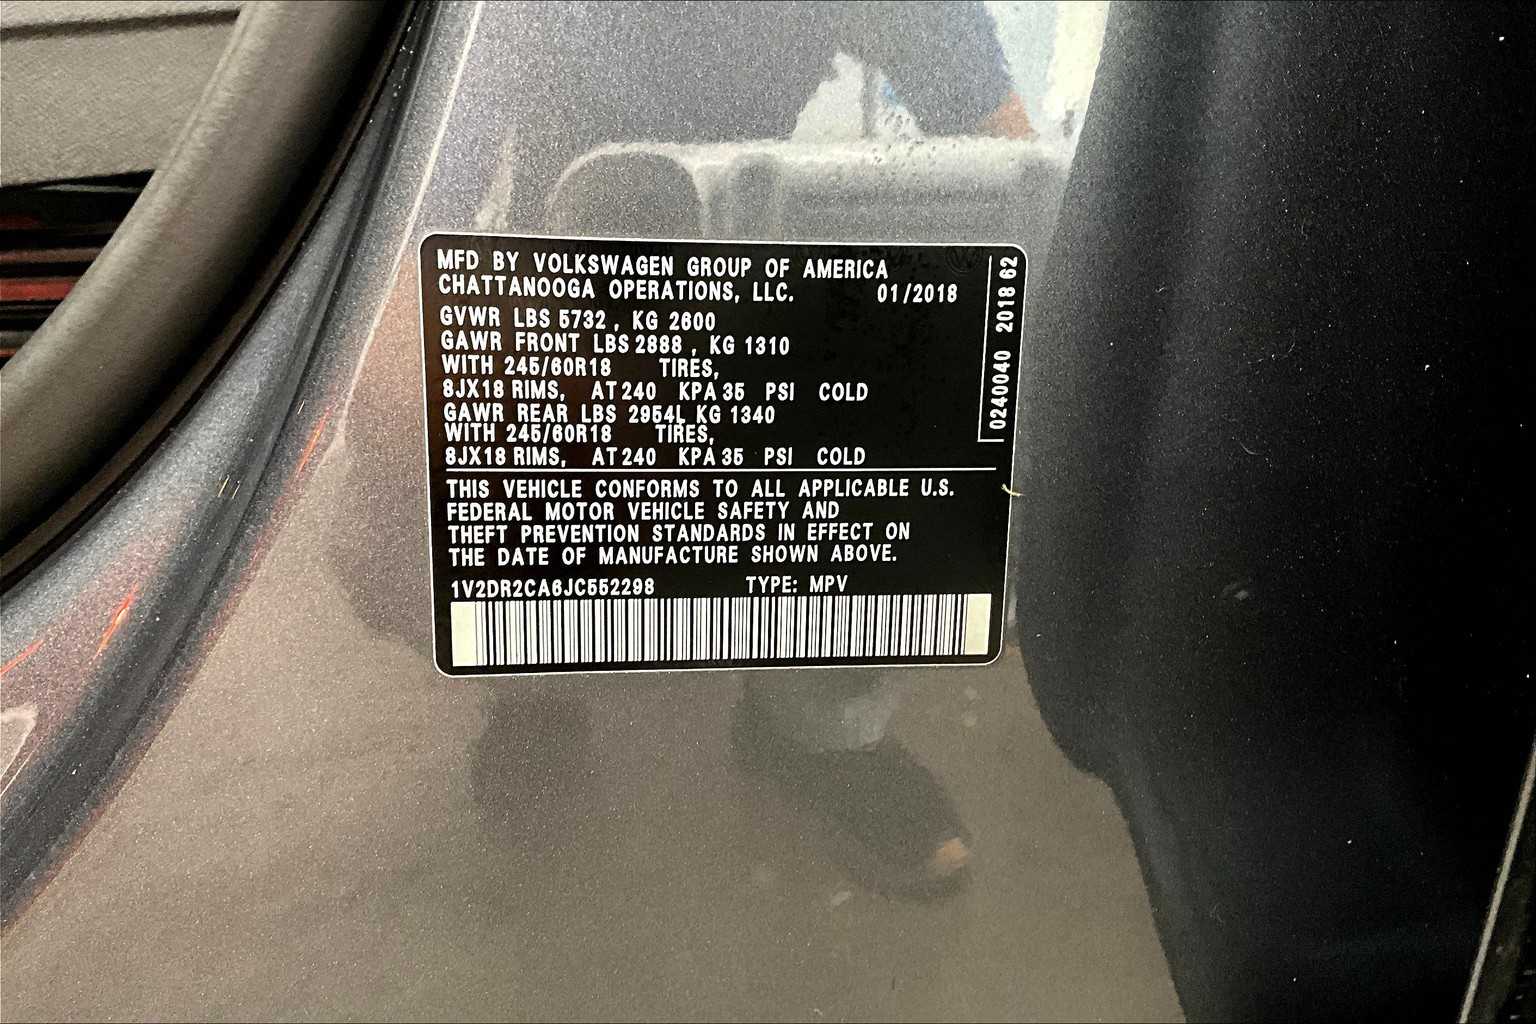 MFD BY VOLKSWAGEN GROUP OF AMERICA
CHATTANOOGA OPERATIONS, LLC. 01/2018
GVWR LBS 5732 , KG 2600
GAWR FRONT LBS 2888 , KG 1310
WITH 245/60R18 TIRES,
8JX18 RIMS, AT 240 KPA 35 PSI COLD
GAWR REAR LBS 2954L KG 1340
WITH 245/60R18 TIRES,
8JX18 RIMS, AT 240 KPA 35 PSI COLD
THIS VEHICLE CONFORMS TO ALL APPLICABLE U.S.
FEDERAL MOTOR VEHICLE SAFETY AND
THEFT PREVENTION STANDARDS IN EFFECT ON
THE DATE OF MANUFACTURE SHOWN ABOVE.
1V2DR2CA6JC552298 TYPE: MPV
0240040 2018 62